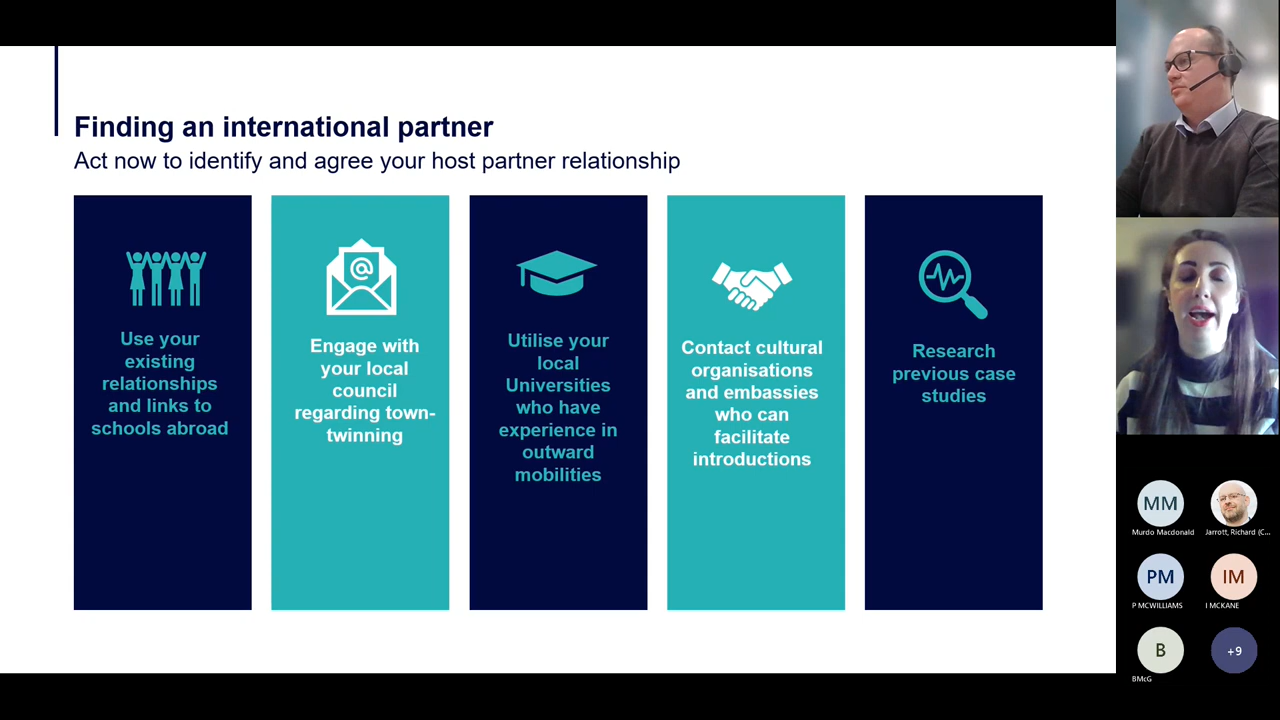 Finding an international partner
Act now to identify and agree your host partner relationship
Use your
existing
relationships
and links to
schools abroad
@
Engage with
your local
council
regarding town-
twinning
Utilise your
local
Universities
who have
experience in
outward
mobilities
Contact cultural
organisations
and embassies
who can
facilitate
introductions
Research
previous case
studies
MM
Murdo Macdonald
Jarrott, Richard (C...
PM
P MCWILLIAMS
IM
I MCKANE
B
BMcG
+9